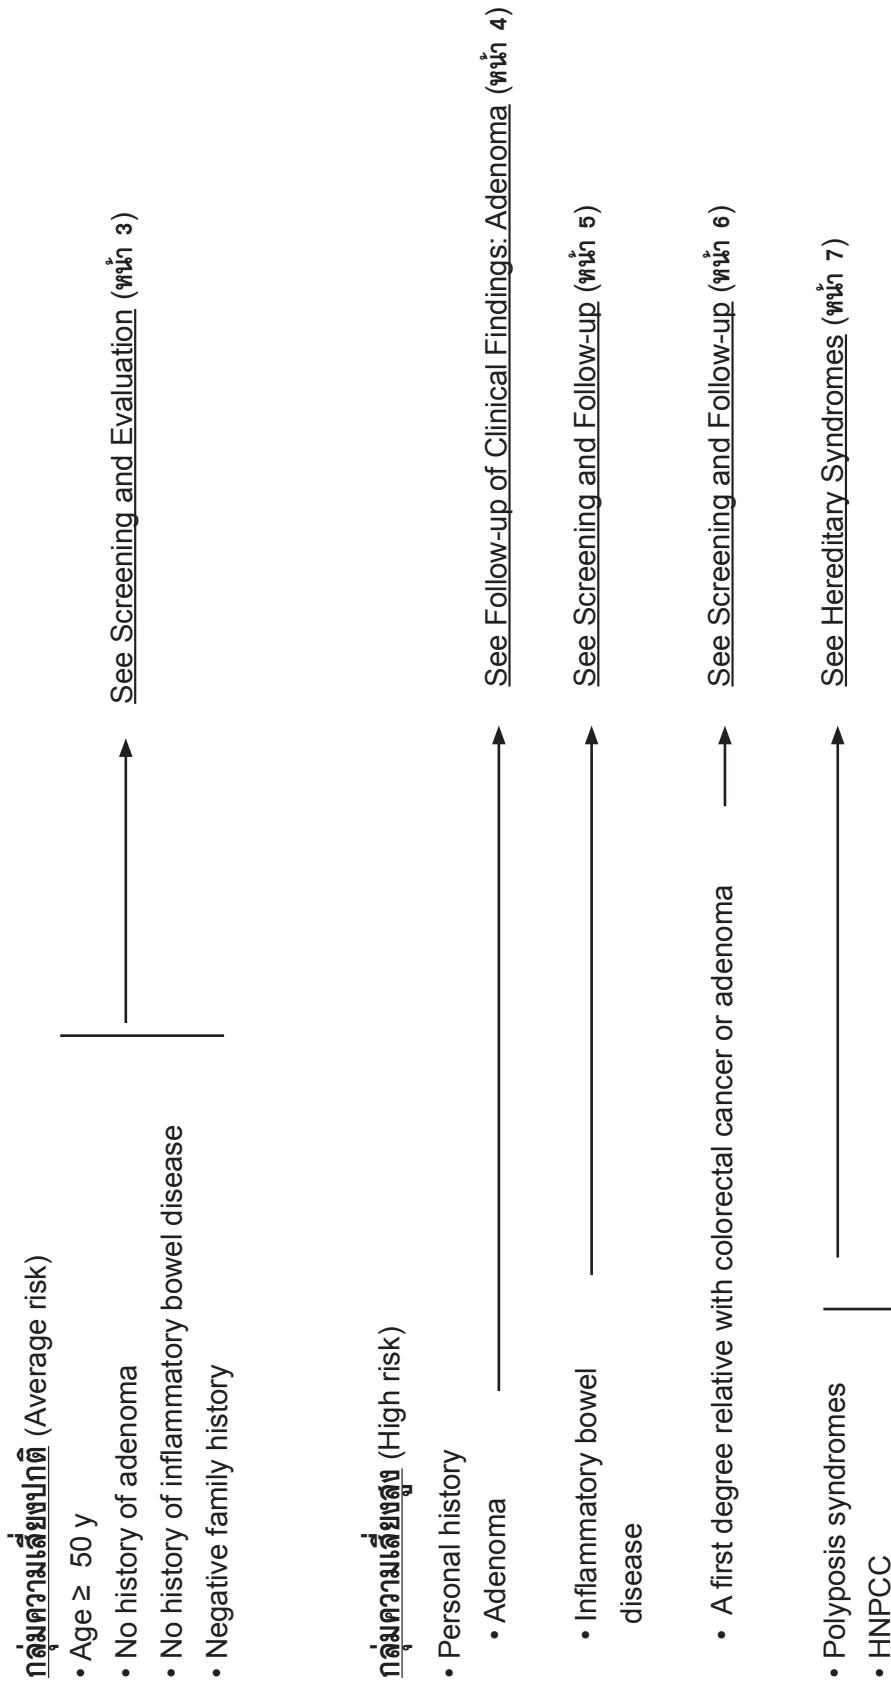 กลุ่มความเสี่ยงปกติ (Average risk)
• Age ≥ 50 y
• No history of adenoma
• No history of inflammatory bowel disease
• Negative family history
See Screening and Evaluation (หน้า 3)
กลุ่มความเสี่ยงสูง (High risk)
• Personal history
• Adenoma
See Follow-up of Clinical Findings: Adenoma (หน้า 4)
• Inflammatory bowel
disease
See Screening and Follow-up (หน้า 5)
• A first degree relative with colorectal cancer or adenoma
See Screening and Follow-up (หน้า 6)
• Polyposis syndromes
• HNPCC
See Hereditary Syndromes (หน้า 7)